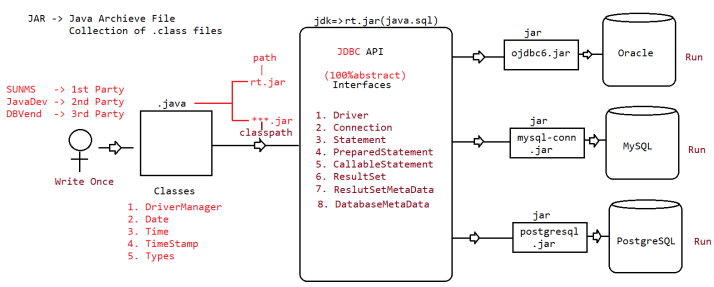 JAR -> Java Archieve File
Collection of .class files
jdk=>rt.jar(java.sql)
SUNMS -> 1st Party
JavaDev -> 2nd Party
DBVend -> 3rd Party
Write Once
.java
path
rt.jar
***.jar
classpath
Classes
1. DriverManager
2. Date
3. Time
4. TimeStamp
5. Types
JDBC API
(100%abstract)
Interfaces
1. Driver
2. Connection
3. Statement
4. PreparedStatement
5. CallableStatement
6. ResultSet
7. ReslutSetMetaData
8. DatabaseMetaData
jar
ojdbc6.jar
Oracle
Run
jar
mysql-conn
.jar
MySQL
Run
jar
postgresql
.jar
PostgreSQL
Run